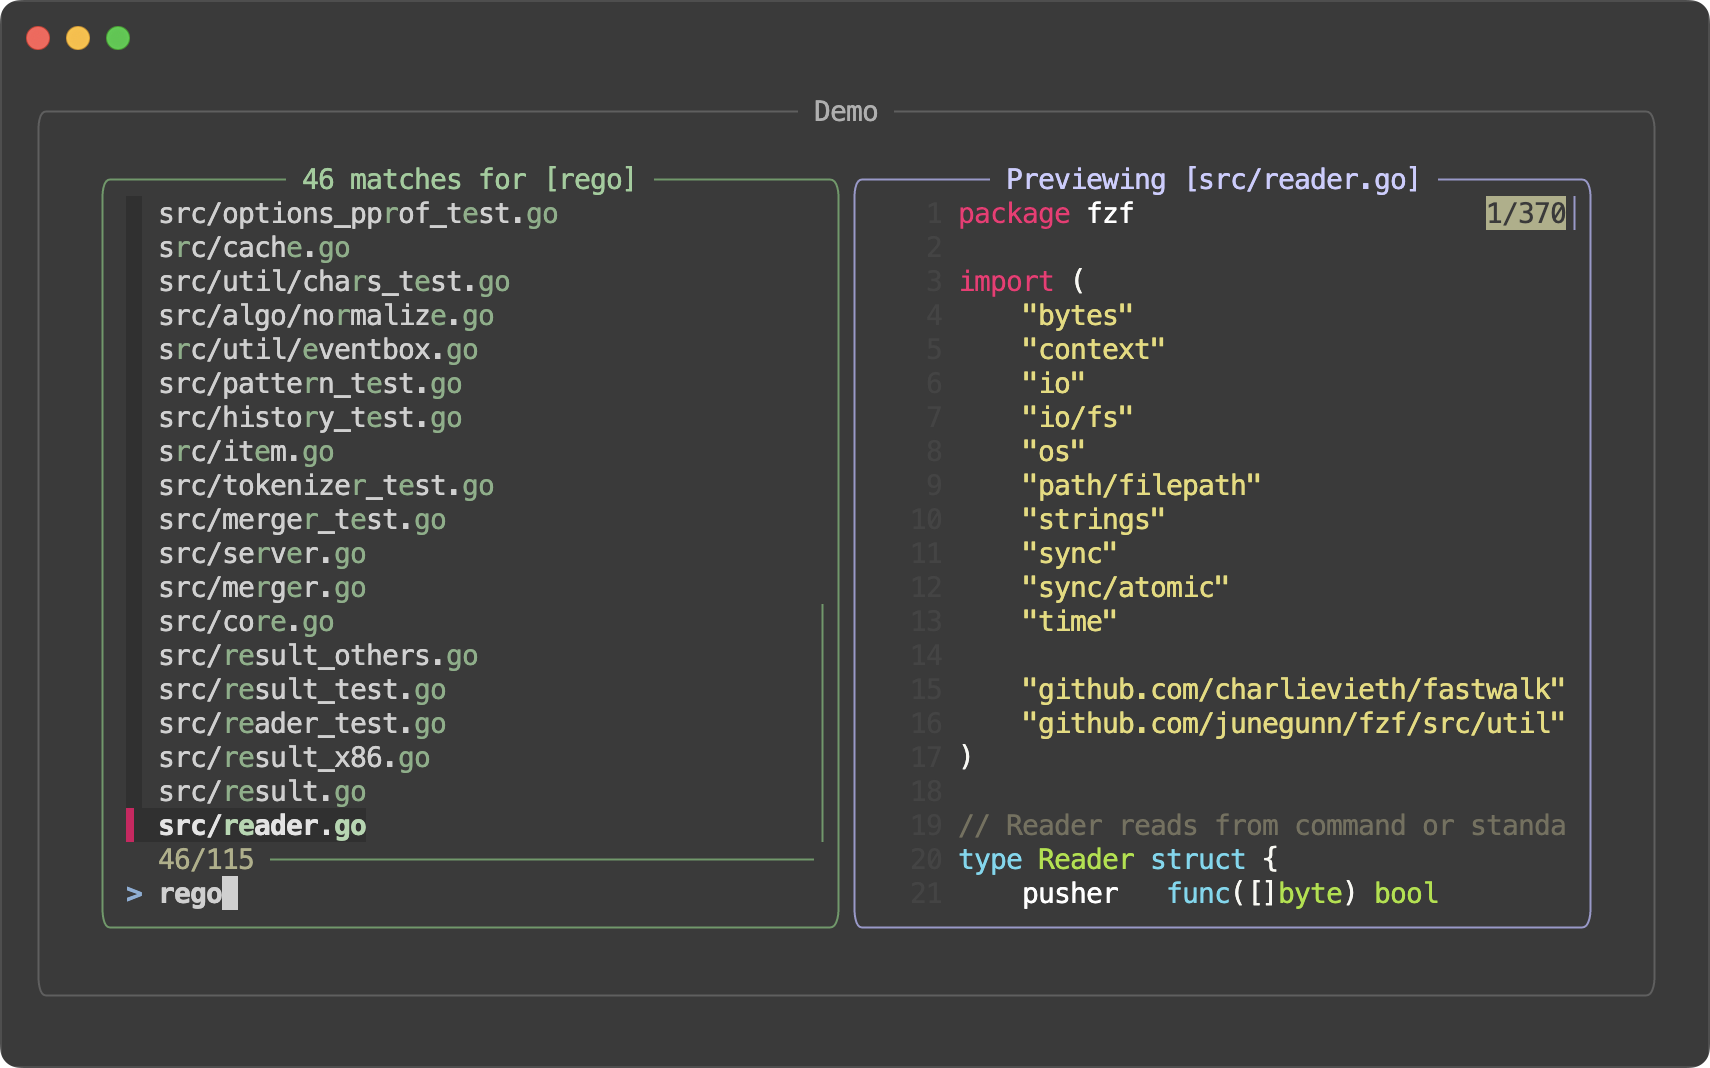 Demo
46 matches for [rego]
src/options_pprof_test.go
src/cache.go
src/util/chars_test.go
src/algo/normalize.go
src/util/eventbox.go
src/pattern_test.go
src/history_test.go
src/item.go
src/tokenizer_test.go
src/merger_test.go
src/server.go
src/merger.go
src/core.go
src/result_others.go
src/result_test.go
src/reader_test.go
src/result_x86.go
src/result.go
src/reader.go
46/115
> rego
Previewing [src/reader.go]
1 package fzf 1/370
2
3 import (
4     "bytes"
5     "context"
6     "io"
7     "io/fs"
8     "os"
9     "path/filepath"
10     "strings"
11     "sync"
12     "sync/atomic"
13     "time"
14
15     "github.com/charlievieth/fastwalk"
16     "github.com/junegunn/fzf/src/util"
17 )
18
19 // Reader reads from command or standa
20 type Reader struct {
21     pusher   func([]byte) bool